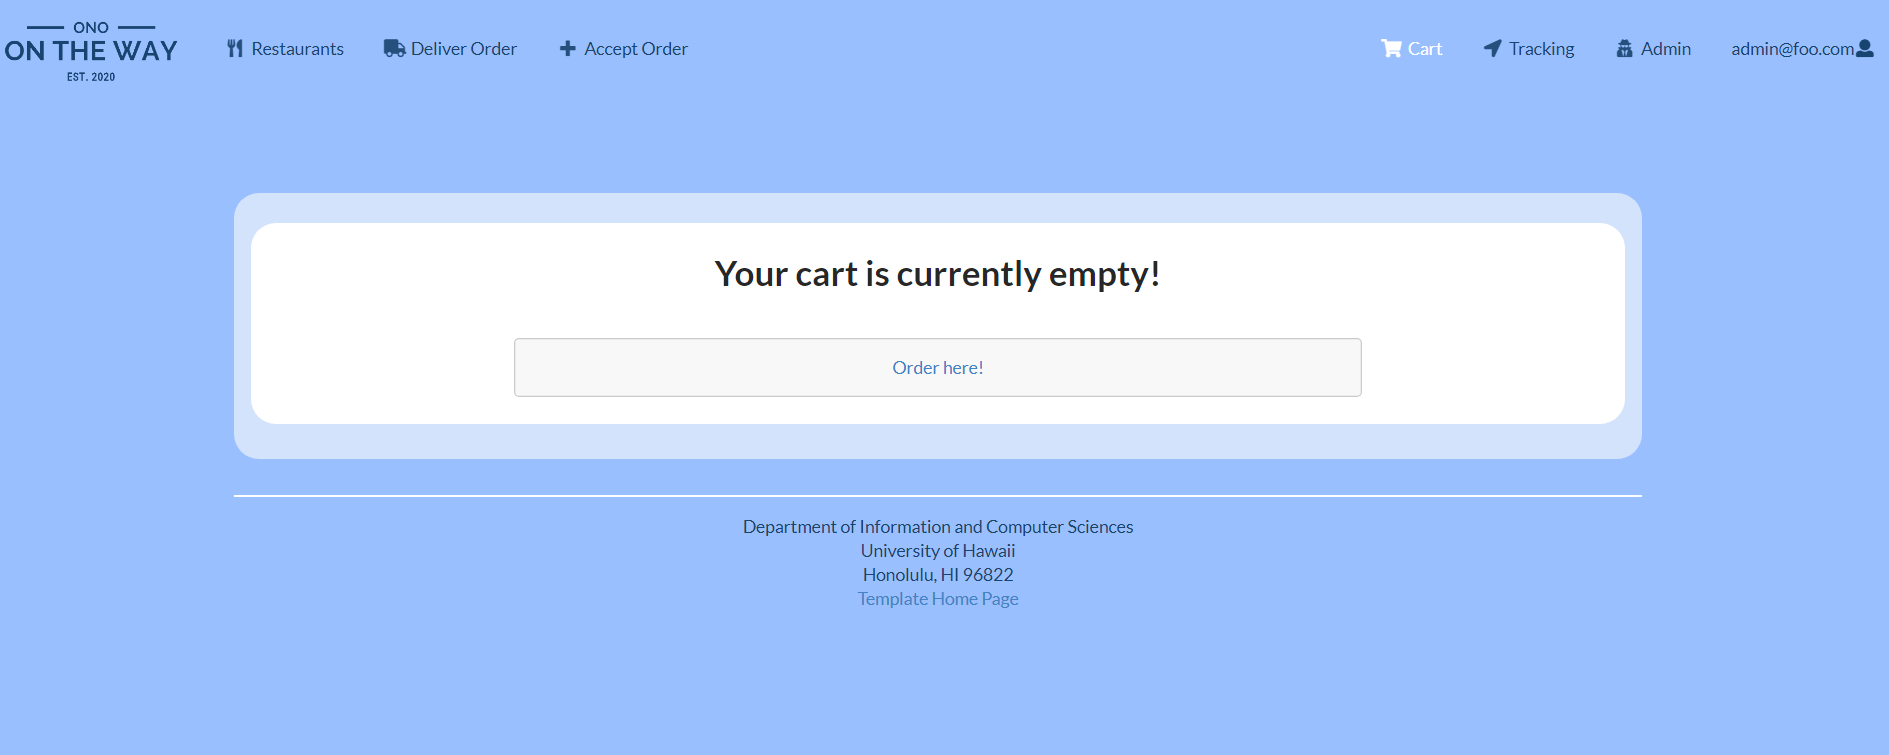 ONO
ON THE WAY
EST. 2020
Restaurants
Deliver Order
Accept Order
Cart
Tracking
Admin
admin@foo.com
Your cart is currently empty!
Order here!
Department of Information and Computer Sciences
University of Hawaii
Honolulu, HI 96822
Template Home Page